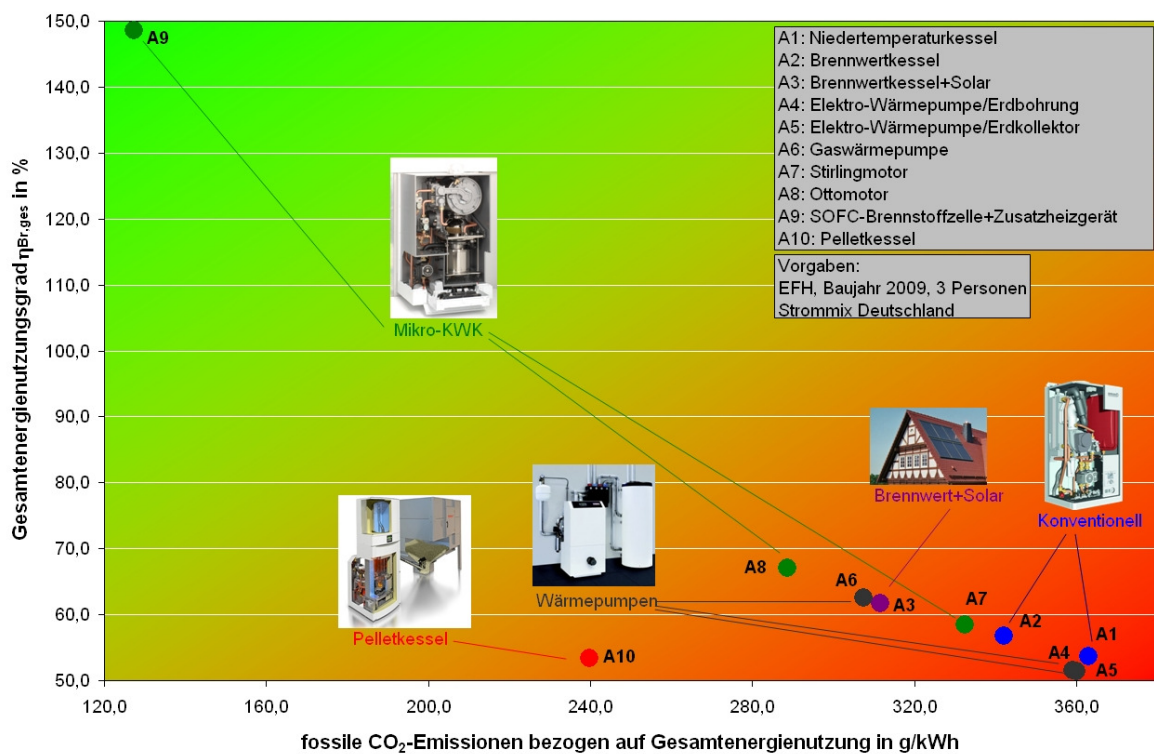 150,0
140,0
130,0
120,0
110,0
100,0
90,0
80,0
70,0
60,0
50,0
Gesamtenergienutzungsgrad ηBr,ges in %
A9
A1: Niedertemperaturkessel
A2: Brennwertkessel
A3: Brennwertkessel+Solar
A4: Elektro-Wärmepumpe/Erdbohrung
A5: Elektro-Wärmepumpe/Erdkollektor
A6: Gaswärmepumpe
A7: Stirlingmotor
A8: Ottomotor
A9: SOFC-Brennstoffzelle+Zusatzheizgerät
A10: Pelletkessel
Vorgaben:
EFH, Baujahr 2009, 3 Personen
Strommix Deutschland
Mikro-KWK
Brennwert+Solar
Konventionell
A8
A6
Wärmepumpen
A3
A7
A2
A1
Pelletkessel
A10
A4
A5
120,0
160,0
200,0
240,0
280,0
320,0
360,0
fossile CO₂-Emissionen bezogen auf Gesamtenergienutzung in g/kWh